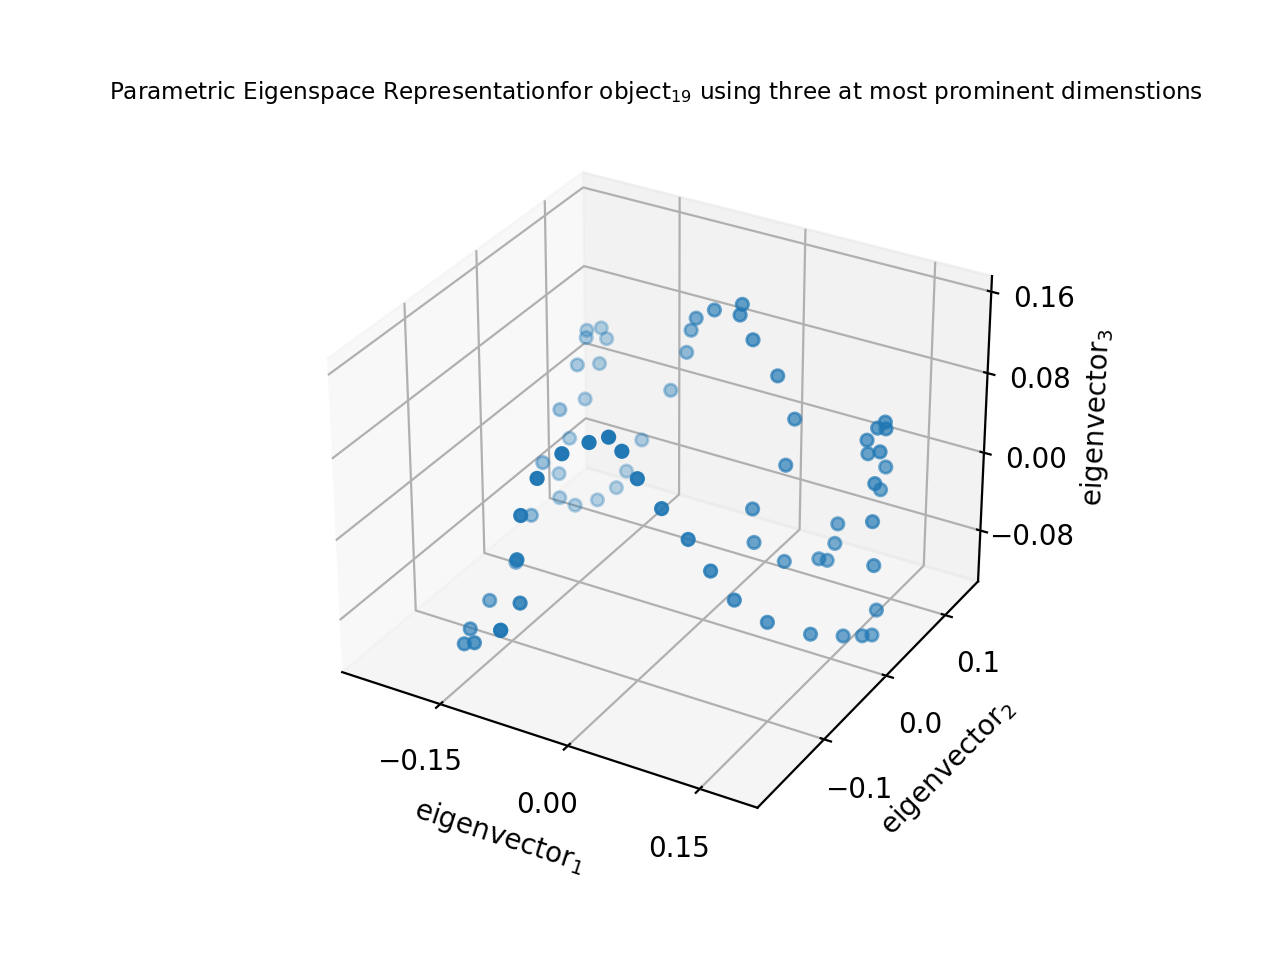 Parametric Eigenspace Representationfor object₁₉ using three at most prominent dimenstions
0.16
0.08
0.00
−0.08
eigenvector₃
0.1
0.0
−0.1
eigenvector₂
−0.15
0.00
0.15
eigenvector₁